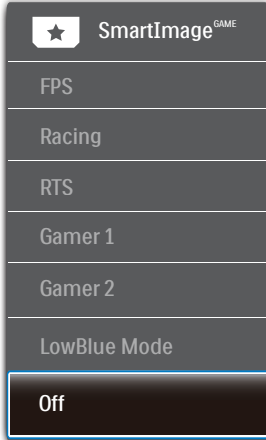 SmartImage GAME
FPS
Racing
RTS
Gamer 1
Gamer 2
LowBlue Mode
Off